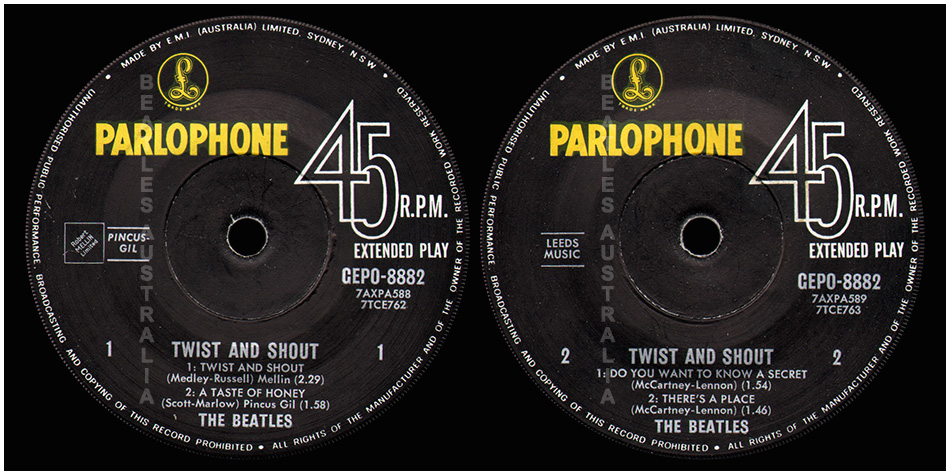 MADE BY E.M.I (AUSTRALIA) LIMITED, SYDNEY, N.S.W. • UNAUTHORISED PUBLIC PERFORMANCE, BROADCASTING AND COPYING OF THIS RECORD PROHIBITED • ALL RIGHTS OF THE MANUFACTURER AND OF THE OWNER OF THE RECORDED WORK RESERVED •
£
TRADE MARK
PARLOPHONE
45
R.P.M.
EXTENDED PLAY
Robert
MELLIN
Limited
PINCUS-
GIL
GEPO-8882
7AXPA588
7TCE762
1
1
TWIST AND SHOUT
1: TWIST AND SHOUT
(Medley-Russell) Mellin (2.29)
2: A TASTE OF HONEY
(Scott-Marlow) Pincus Gil (1.58)
THE BEATLES
BEATLES AUSTRALIA
MADE BY E.M.I (AUSTRALIA) LIMITED, SYDNEY, N.S.W. • UNAUTHORISED PUBLIC PERFORMANCE, BROADCASTING AND COPYING OF THIS RECORD PROHIBITED • ALL RIGHTS OF THE MANUFACTURER AND OF THE OWNER OF THE RECORDED WORK RESERVED •
£
TRADE MARK
PARLOPHONE
45
R.P.M.
EXTENDED PLAY
LEEDS
MUSIC
GEPO-8882
7AXPA589
7TCE763
2
2
TWIST AND SHOUT
1: DO YOU WANT TO KNOW A SECRET
(McCartney-Lennon) (1.54)
2: THERE'S A PLACE
(McCartney-Lennon) (1.46)
THE BEATLES
BEATLES AUSTRALIA